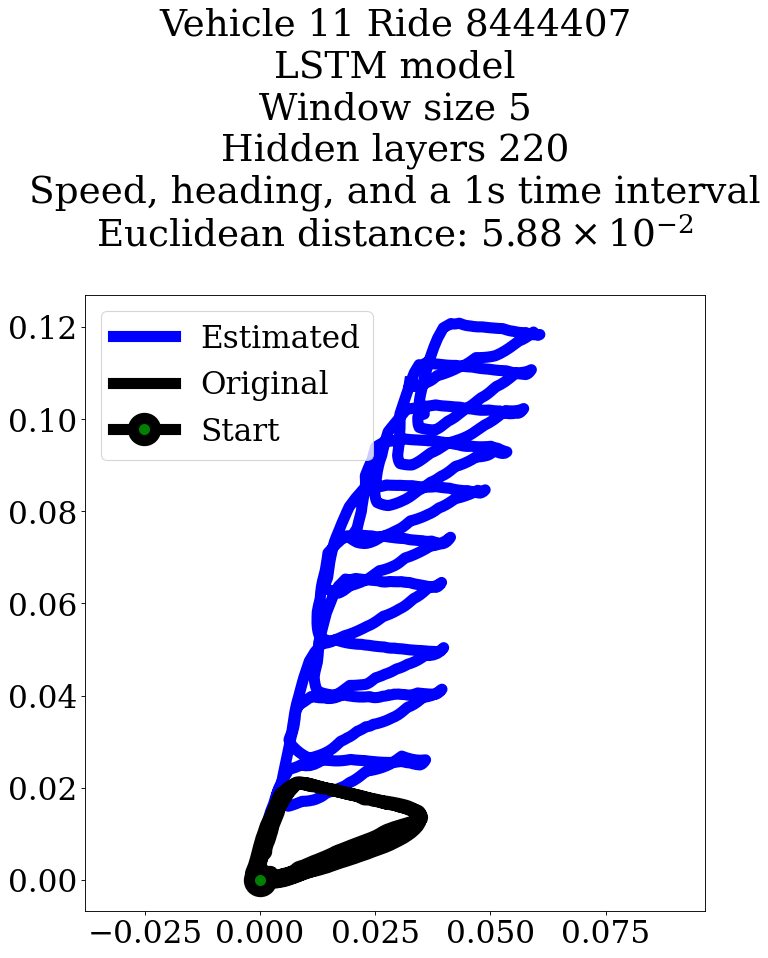 Vehicle 11 Ride 8444407
LSTM model
Window size 5
Hidden layers 220
Speed, heading, and a 1s time interval
Euclidean distance: 5.88 × 10⁻²
Estimated
Original
Start
0.12
0.10
0.08
0.06
0.04
0.02
0.00
−0.025 0.000 0.025 0.050 0.075